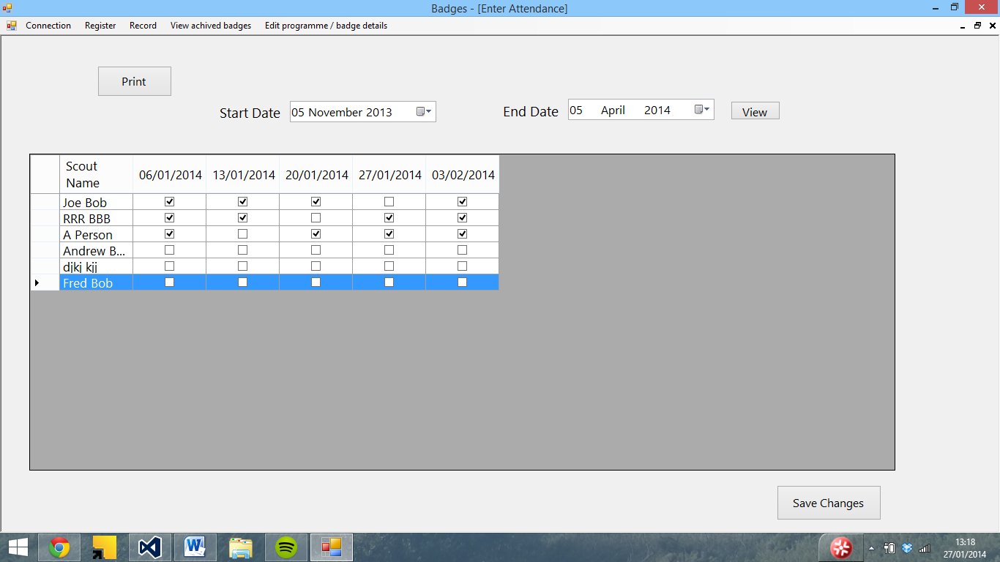 Badges - [Enter Attendance]
Connection Register Record View achived badges Edit programme / badge details
Print
Start Date 05 November 2013 End Date 05 April 2014 View
Scout Name 06/01/2014 13/01/2014 20/01/2014 27/01/2014 03/02/2014
Joe Bob
RRR BBB
A Person
Andrew B...
djkj kjj
Fred Bob
Save Changes
13:18
27/01/2014